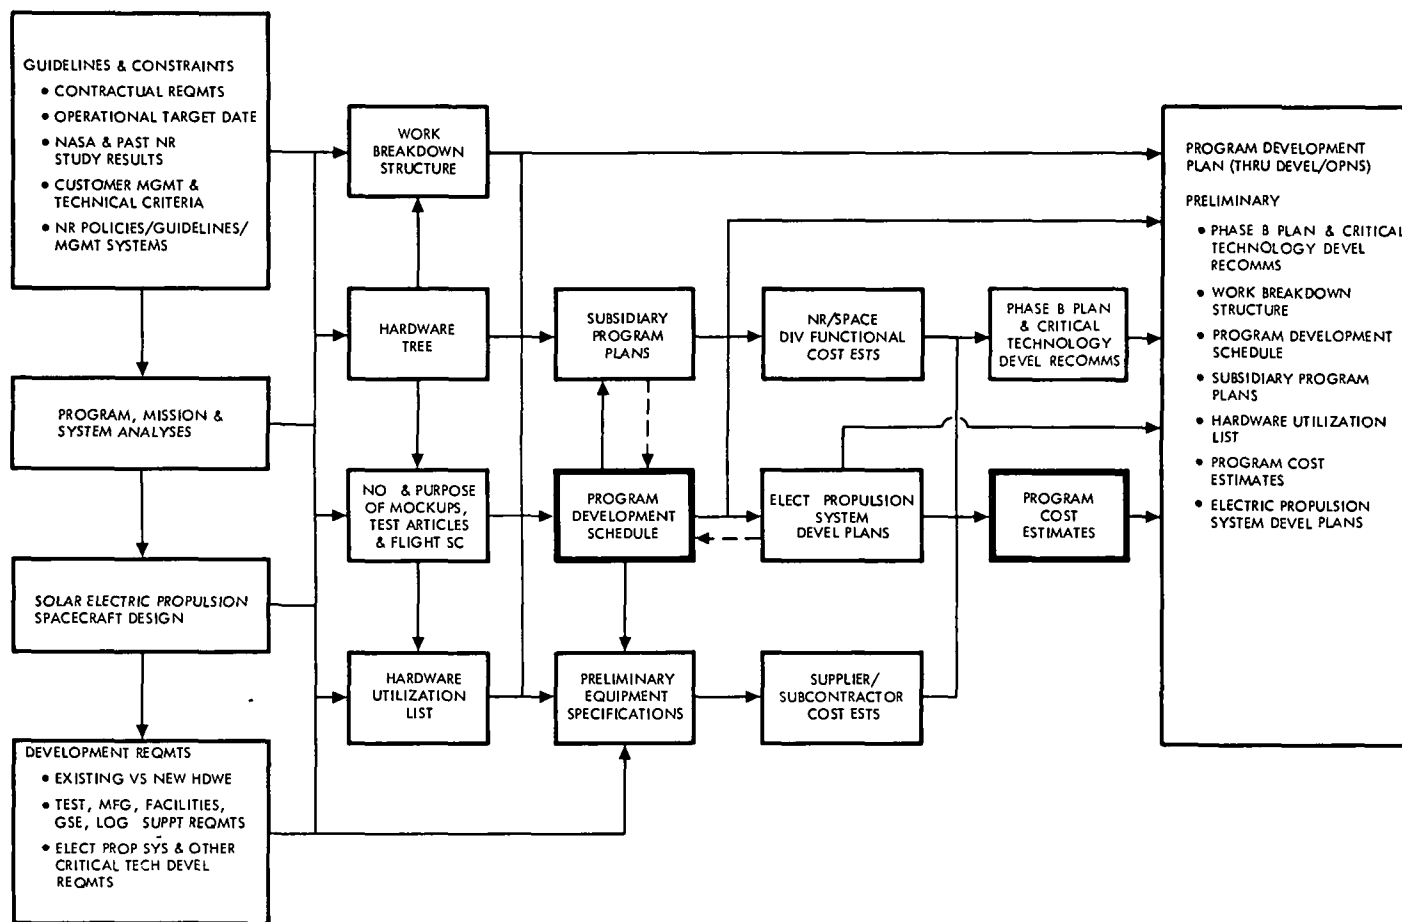 GUIDELINES & CONSTRAINTS
• CONTRACTUAL REQMTS
• OPERATIONAL TARGET DATE
• NASA & PAST NR
STUDY RESULTS
• CUSTOMER MGMT &
TECHNICAL CRITERIA
• NR POLICIES/GUIDELINES/
MGMT SYSTEMS
PROGRAM, MISSION &
SYSTEM ANALYSES
SOLAR ELECTRIC PROPULSION
SPACECRAFT DESIGN
DEVELOPMENT REQMTS
• EXISTING VS NEW HDWE
• TEST, MFG, FACILITIES,
GSE, LOG SUPPT REQMTS
• ELECT PROP SYS & OTHER
CRITICAL TECH DEVEL
REQMTS
WORK
BREAKDOWN
STRUCTURE
HARDWARE
TREE
NO & PURPOSE
OF MOCKUPS,
TEST ARTICLES
& FLIGHT SC
HARDWARE
UTILIZATION
LIST
SUBSIDIARY
PROGRAM
PLANS
PROGRAM
DEVELOPMENT
SCHEDULE
PRELIMINARY
EQUIPMENT
SPECIFICATIONS
NR/SPACE
DIV FUNCTIONAL
COST ESTS
ELECT PROPULSION
SYSTEM
DEVEL PLANS
SUPPLIER/
SUBCONTRACTOR
COST ESTS
PHASE B PLAN
& CRITICAL
TECHNOLOGY
DEVEL RECOMMS
PROGRAM
COST
ESTIMATES
PROGRAM DEVELOPMENT
PLAN (THRU DEVEL/OPNS)
PRELIMINARY
• PHASE B PLAN & CRITICAL
TECHNOLOGY DEVEL
RECOMMS
• WORK BREAKDOWN
STRUCTURE
• PROGRAM DEVELOPMENT
SCHEDULE
• SUBSIDIARY PROGRAM
PLANS
• HARDWARE UTILIZATION
LIST
• PROGRAM COST
ESTIMATES
• ELECTRIC PROPULSION
SYSTEM DEVEL PLANS